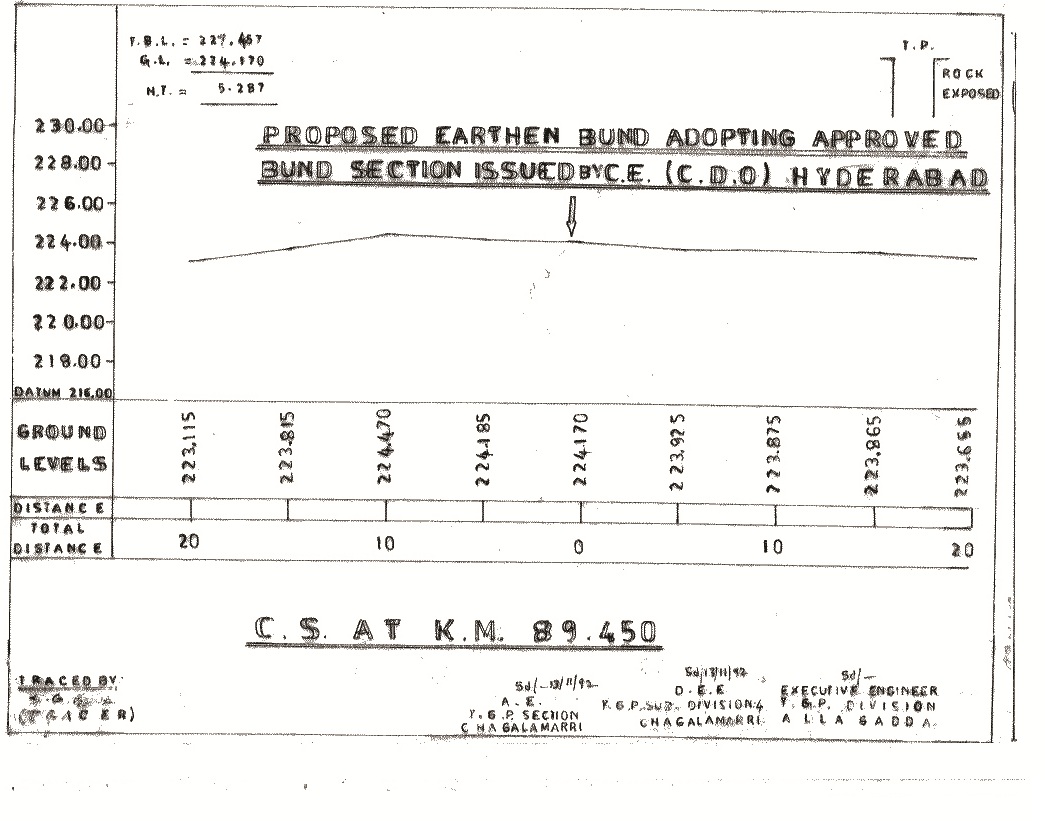 T.B.L. = 229.457
G.L. = 224.170
HT. = 5.287
T.P.
ROCK
EXPOSED
PROPOSED EARTHEN BUND ADOPTING APPROVED
BUND SECTION ISSUED BY C.E. (C.D.O) HYDERABAD
230.00
228.00
226.00
224.00
222.00
220.00
218.00
DATUM 216.00
GROUND LEVELS
223.115 223.815 224.470 224.185 224.170 223.925 223.875 223.865 223.655
DISTANCE
TOTAL
DISTANCE
20 10 0 10 20
C.S. AT K.M. 89.450
TRACED BY
(TRACER)
Sd/-13/11/92
A.E.
T.G.P. SECTION
CHAGALAMARRI
Sd/13/11/92
D.E.E
T.G.P.SUB. DIVISION.4
CHAGALAMARRI
Sd/-
EXECUTIVE ENGINEER
T.G.P. DIVISION
ALLAGADDA.